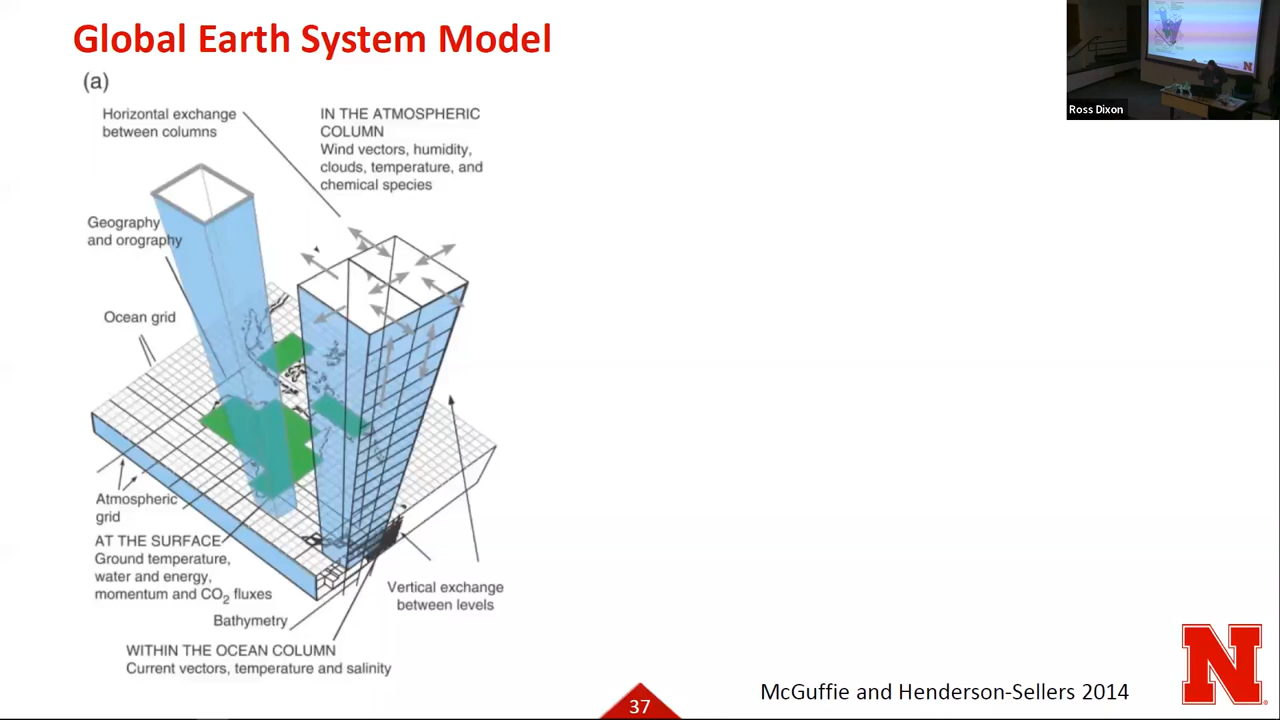 Global Earth System Model
(a)
Horizontal exchange
between columns
IN THE ATMOSPHERIC
COLUMN
Wind vectors, humidity,
clouds, temperature, and
chemical species
Geography
and orography
Ocean grid
Atmospheric
grid
AT THE SURFACE
Ground temperature,
water and energy,
momentum and CO2 fluxes
Bathymetry
WITHIN THE OCEAN COLUMN
Current vectors, temperature and salinity
Vertical exchange
between levels
McGuffie and Henderson-Sellers 2014
37
N
Ross Dixon